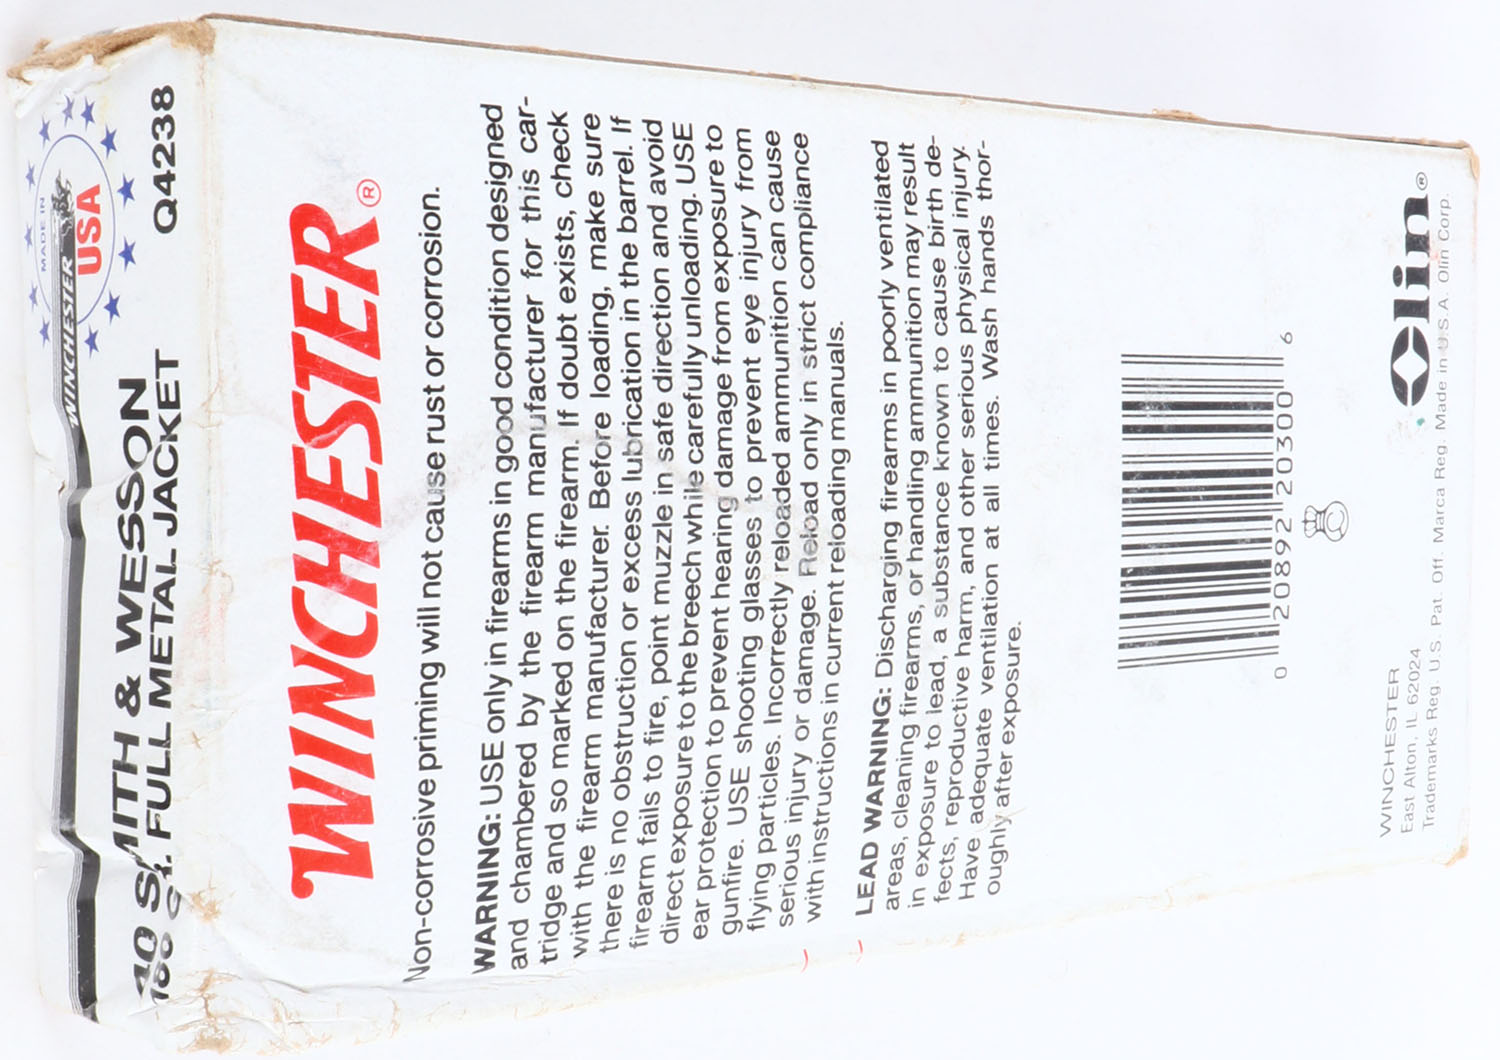 MADE IN
WINCHESTER
USA
40 SMITH & WESSON
FULL METAL JACKET Q4238
WINCHESTER®
Non-corrosive priming will not cause rust or corrosion.
WARNING: USE only in firearms in good condition designed
and chambered by the firearm manufacturer for this car-
tridge and so marked on the firearm. If doubt exists, check
with the firearm manufacturer. Before loading, make sure
there is no obstruction or excess lubrication in the barrel. If
firearm fails to fire, point muzzle in safe direction and avoid
direct exposure to the breech while carefully unloading. USE
ear protection to prevent hearing damage from exposure to
gunfire. USE shooting glasses to prevent eye injury from
flying particles. Incorrectly reloaded ammunition can cause
serious injury or damage. Reload only in strict compliance
with instructions in current reloading manuals.
LEAD WARNING: Discharging firearms in poorly ventilated
areas, cleaning firearms, or handling ammunition may result
in exposure to lead, a substance known to cause birth de-
fects, reproductive harm, and other serious physical injury.
Have adequate ventilation at all times. Wash hands thor-
oughly after exposure.
0 20892 20300 6
WINCHESTER
East Alton, IL 62024
Olin®
Trademarks Reg. U.S. Pat. Off. Marca Reg. Made in U.S.A. Olin Corp.